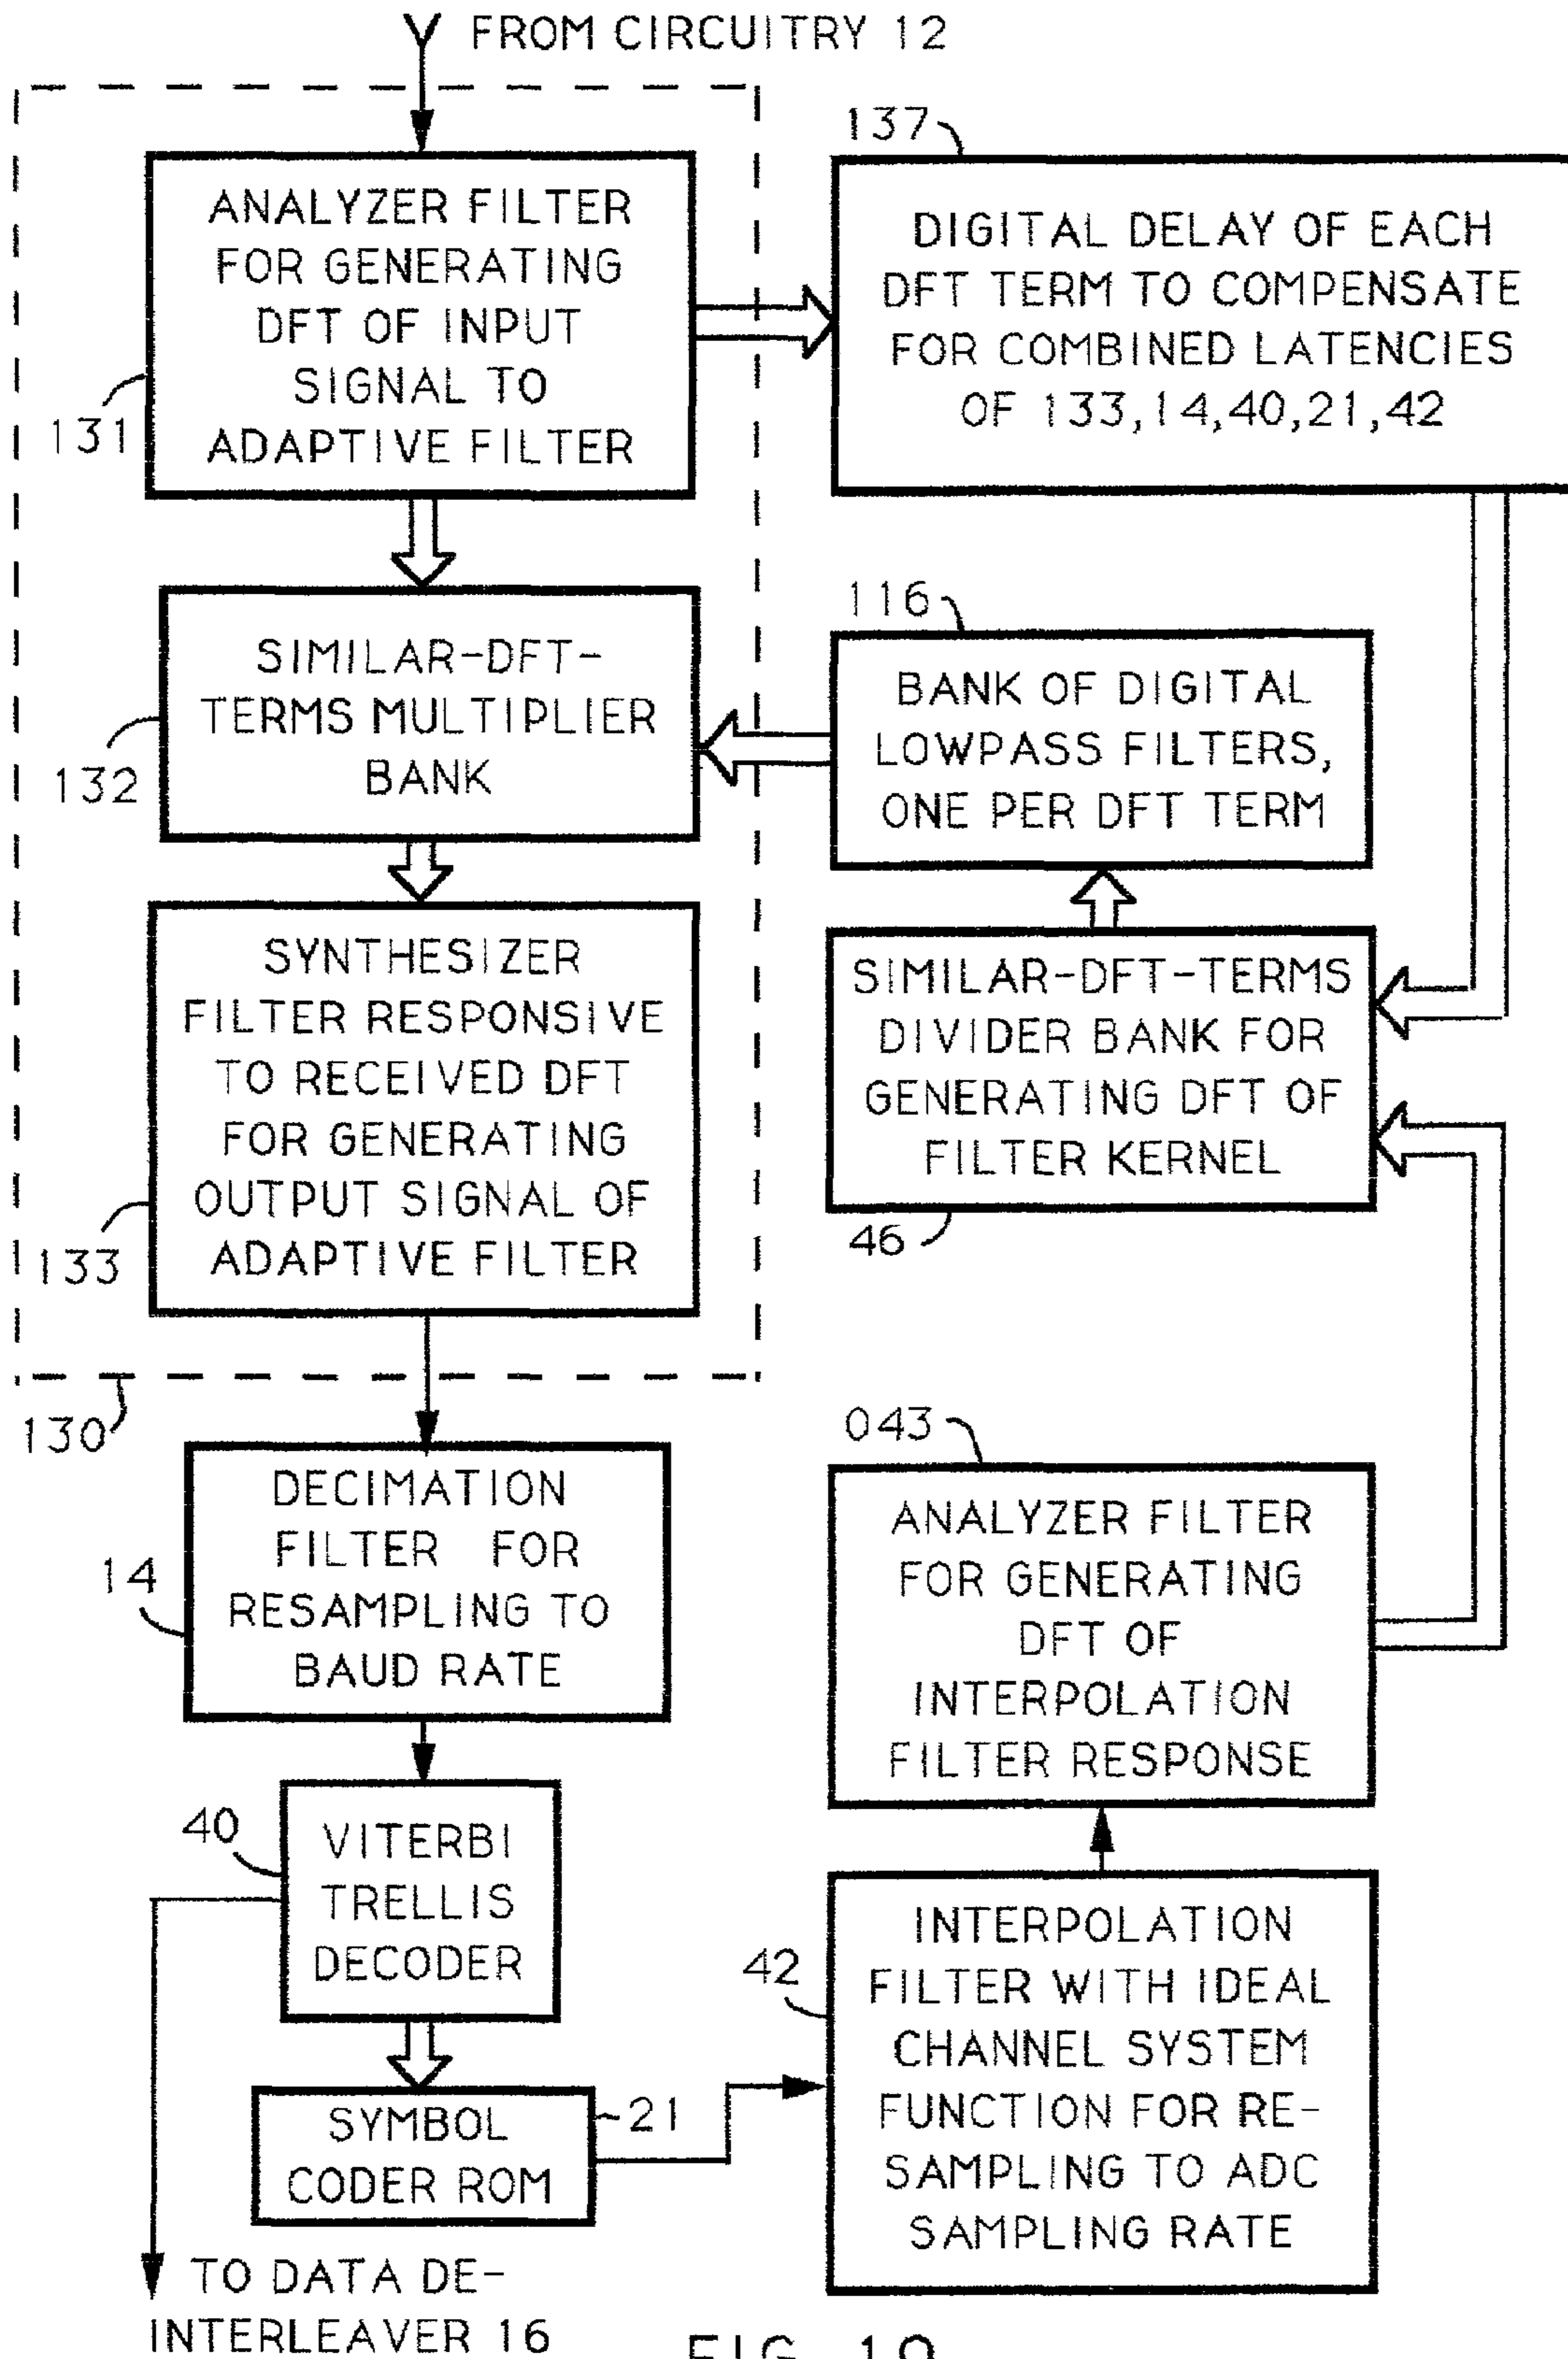 FROM CIRCUITRY 12
137
ANALYZER FILTER
FOR GENERATING
DFT OF INPUT
SIGNAL TO
ADAPTIVE FILTER
131
DIGITAL DELAY OF EACH
DFT TERM TO COMPENSATE
FOR COMBINED LATENCIES
OF 133,14,40,21,42
116
SIMILAR-DFT-
TERMS MULTIPLIER
BANK
132
BANK OF DIGITAL
LOWPASS FILTERS,
ONE PER DFT TERM
SYNTHESIZER
FILTER RESPONSIVE
TO RECEIVED DFT
FOR GENERATING
OUTPUT SIGNAL OF
ADAPTIVE FILTER
133
SIMILAR-DFT-TERMS
DIVIDER BANK FOR
GENERATING DFT OF
FILTER KERNEL
46
130
043
DECIMATION
FILTER FOR
RESAMPLING TO
BAUD RATE
14
ANALYZER FILTER
FOR GENERATING
DFT OF
INTERPOLATION
FILTER RESPONSE
40
VITERBI
TRELLIS
DECODER
42
INTERPOLATION
FILTER WITH IDEAL
CHANNEL SYSTEM
FUNCTION FOR RE-
SAMPLING TO ADC
SAMPLING RATE
SYMBOL
CODER ROM
21
TO DATA DE-
INTERLEAVER 16
FIG.